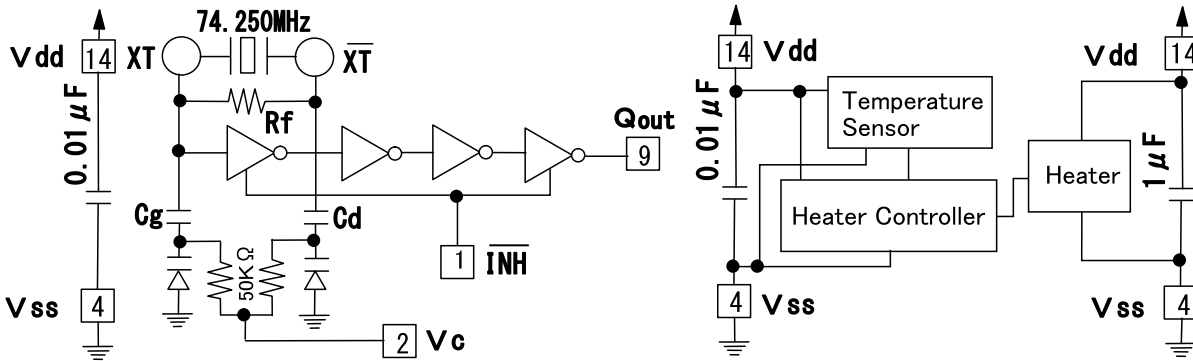 74.250MHz
Vdd 14 XT
XT
0.01μF
Rf
Qout
9
Cg
Cd
50KΩ
1 INH
Vss 4
2 Vc
14 Vdd
0.01μF
Temperature
Sensor
Heater Controller
4 Vss
Vdd 14
Heater
1μF
Vss 4